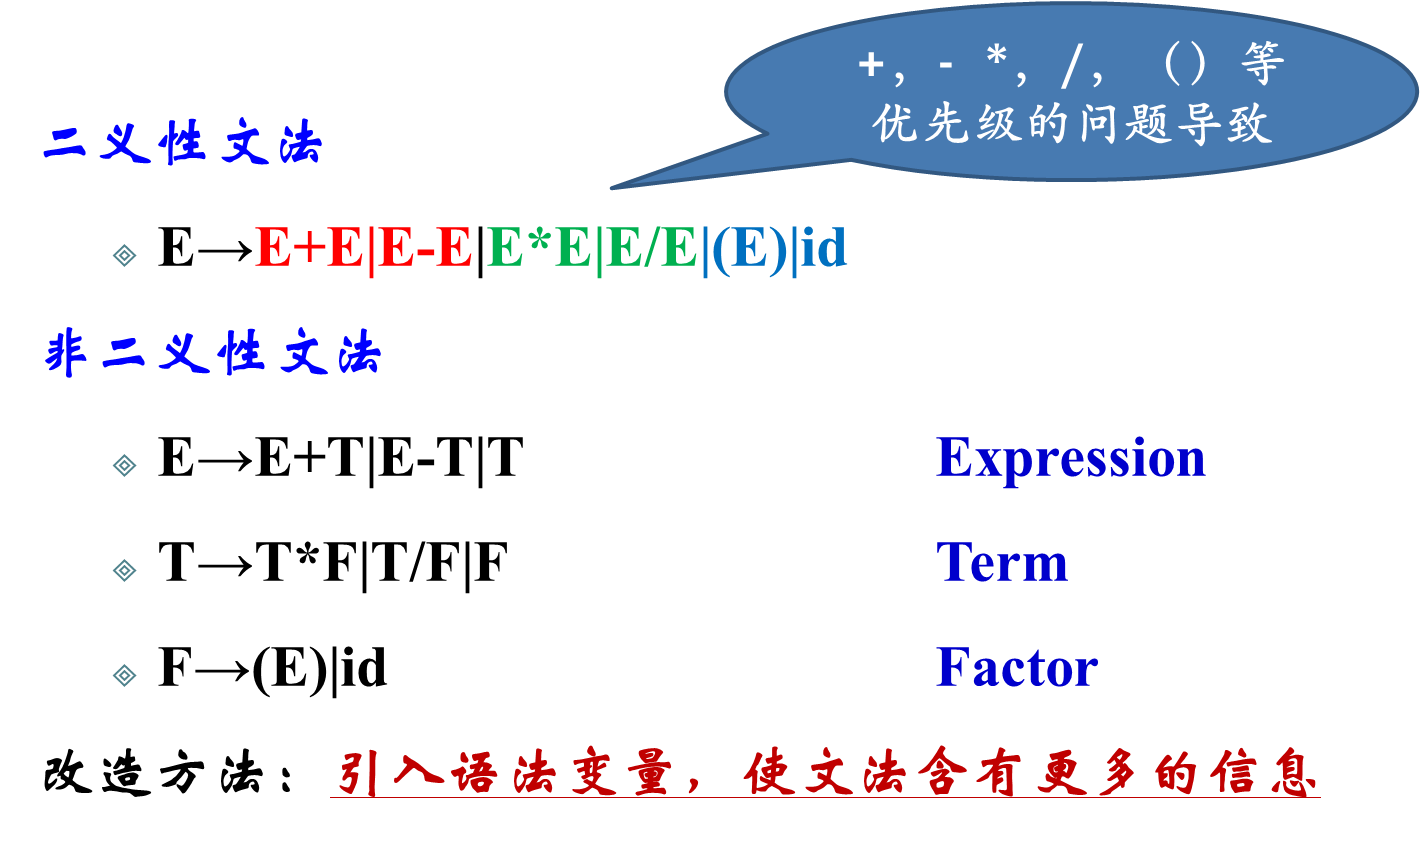 +，- *，/，（）等
优先级的问题导致
二义性文法
E→E+E|E-E|E*E|E/E|(E)|id
非二义性文法
E→E+T|E-T|T Expression
T→T*F|T/F|F Term
F→(E)|id Factor
改造方法：引入语法变量，使文法含有更多的信息